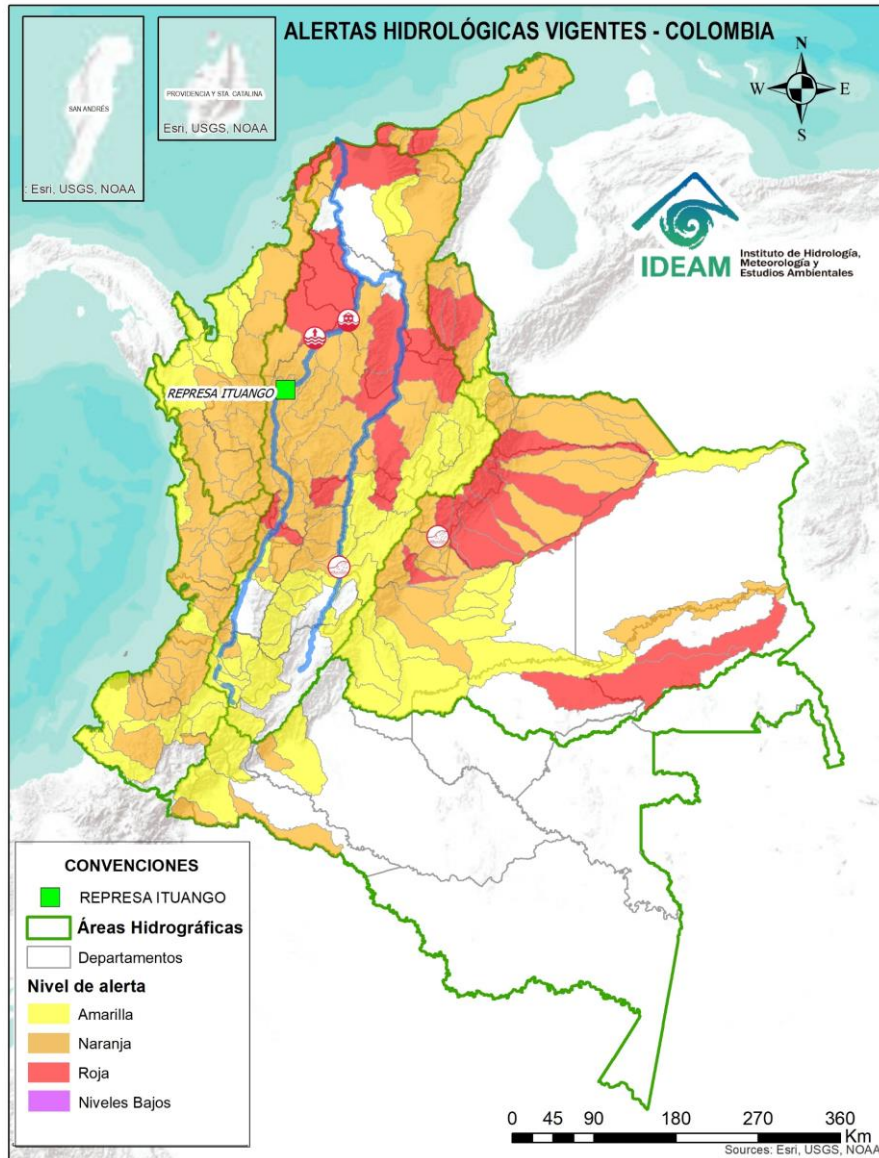 ALERTAS HIDROLÓGICAS VIGENTES - COLOMBIA
SAN ANDRÉS
: Esri, USGS, NOAA
PROVIDENCIA Y STA. CATALINA
Esri, USGS, NOAA
N
W E
S
IDEAM
Instituto de Hidrología,
Meteorología y
Estudios Ambientales
REPRESA ITUANGO
CONVENCIONES
REPRESA ITUANGO
Áreas Hidrográficas
Departamentos
Nivel de alerta
Amarilla
Naranja
Roja
Niveles Bajos
0 45 90 180 270 360
Km
Sources: Esri, USGS, NOAA